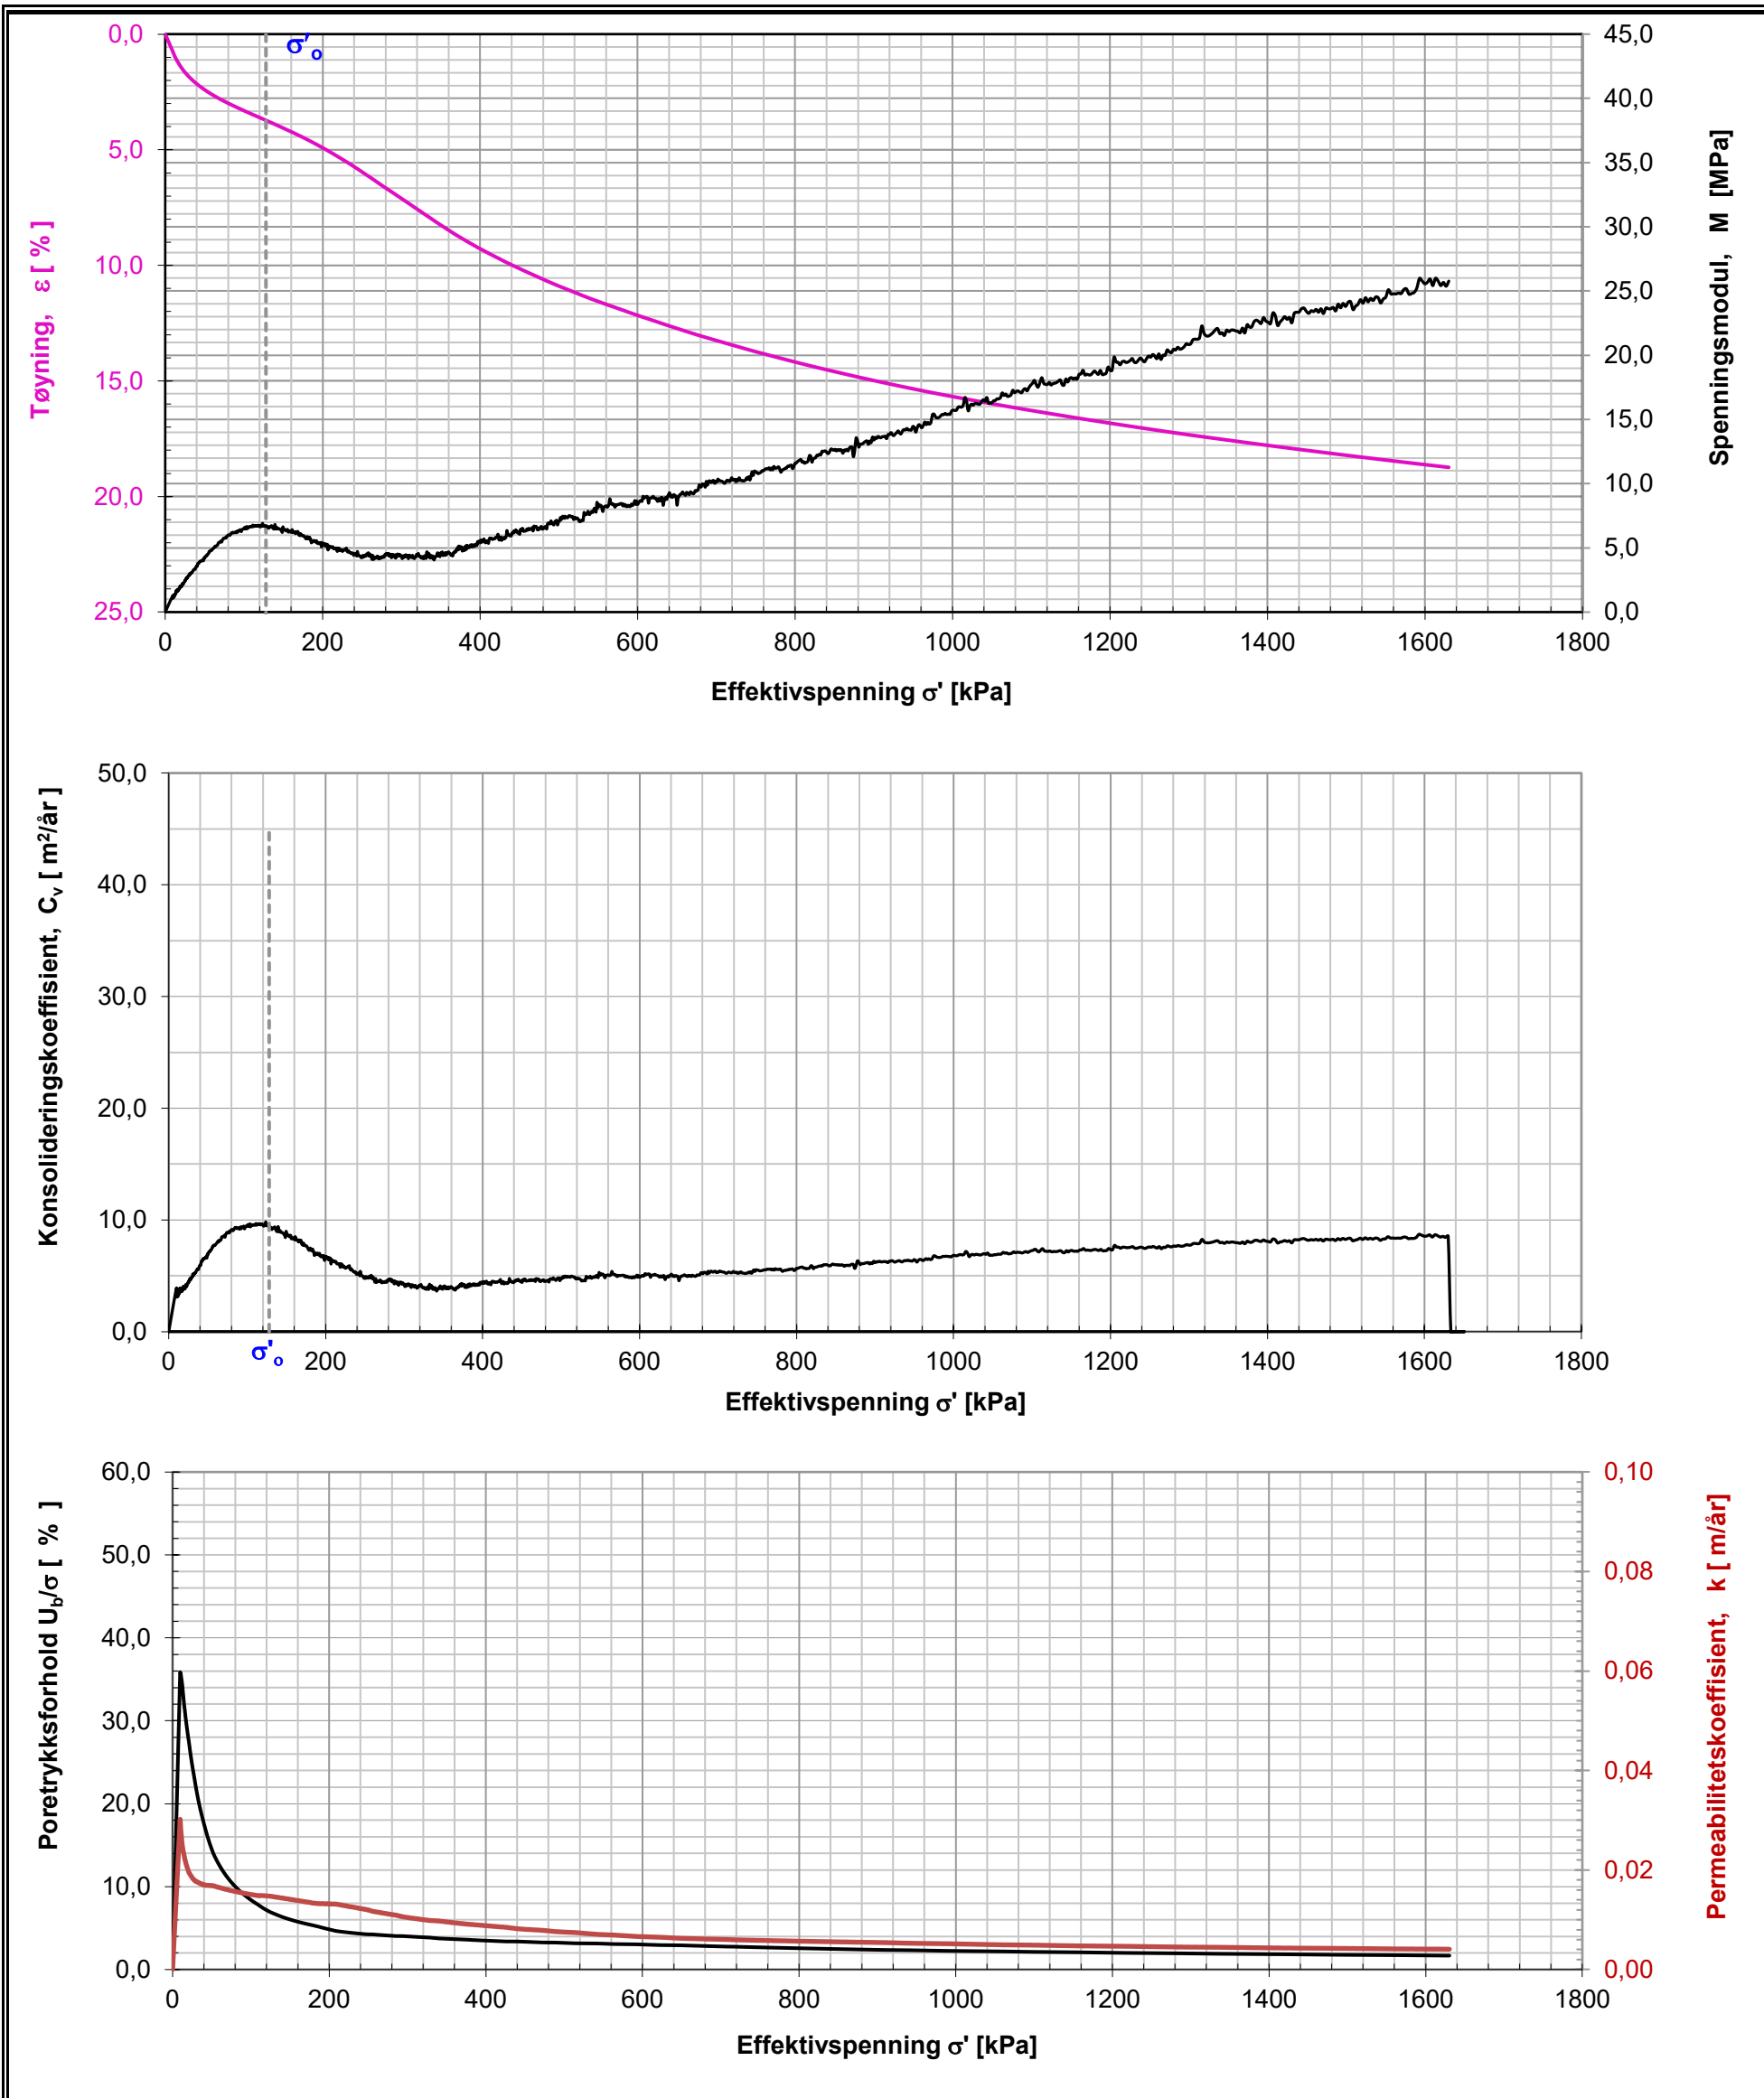 0,0
5,0
10,0
15,0
20,0
25,0
Tøyning, ε [ % ]
σ'o
45,0
40,0
35,0
30,0
25,0
20,0
15,0
10,0
5,0
0,0
Spenningsmodul, M [MPa]
0 200 400 600 800 1000 1200 1400 1600 1800
Effektivspenning σ' [kPa]
50,0
40,0
30,0
20,0
10,0
0,0
Konsolideringskoeffisient, Cv [ m²/år ]
0 200 400 600 800 1000 1200 1400 1600 1800
σ'o
Effektivspenning σ' [kPa]
60,0
50,0
40,0
30,0
20,0
10,0
0,0
Poretrykksforhold Ub/σ [ % ]
0,10
0,08
0,06
0,04
0,02
0,00
Permeabilitetskoeffisient, k [ m/år]
0 200 400 600 800 1000 1200 1400 1600 1800
Effektivspenning σ' [kPa]